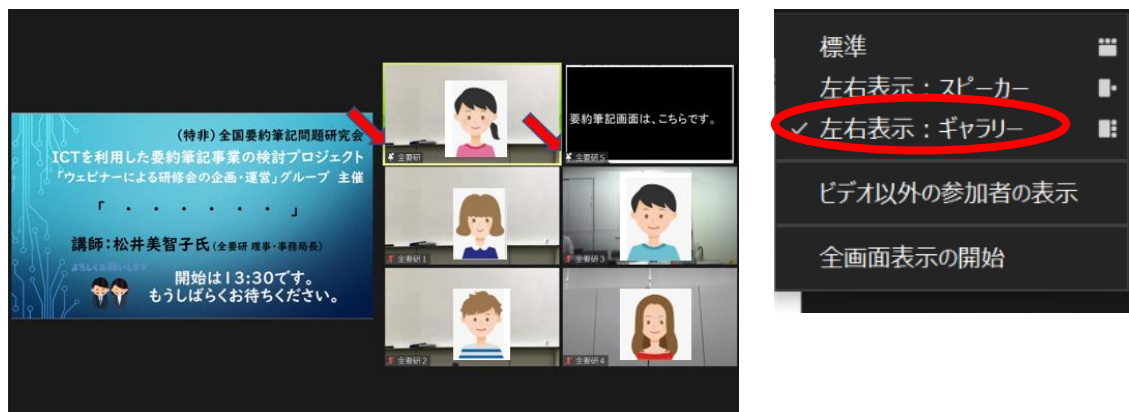 (特非)全国要約筆記問題研究会
ICTを利用した要約筆記事業の検討プロジェクト
「ウェビナーによる研修会の企画・運営」グループ 主催
「 ・ ・ ・ ・ ・ ・ 」
講師:松井美智子氏(全要研 理事・事務局長)
よろしくお願いします
開始は13:30です。
もうしばらくお待ちください。
全要研
要約筆記画面は、こちらです。
全要研5
全要研1
全要研3
全要研2
全要研4
標準
左右表示:スピーカー
✓ 左右表示:ギャラリー
ビデオ以外の参加者の表示
全画面表示の開始